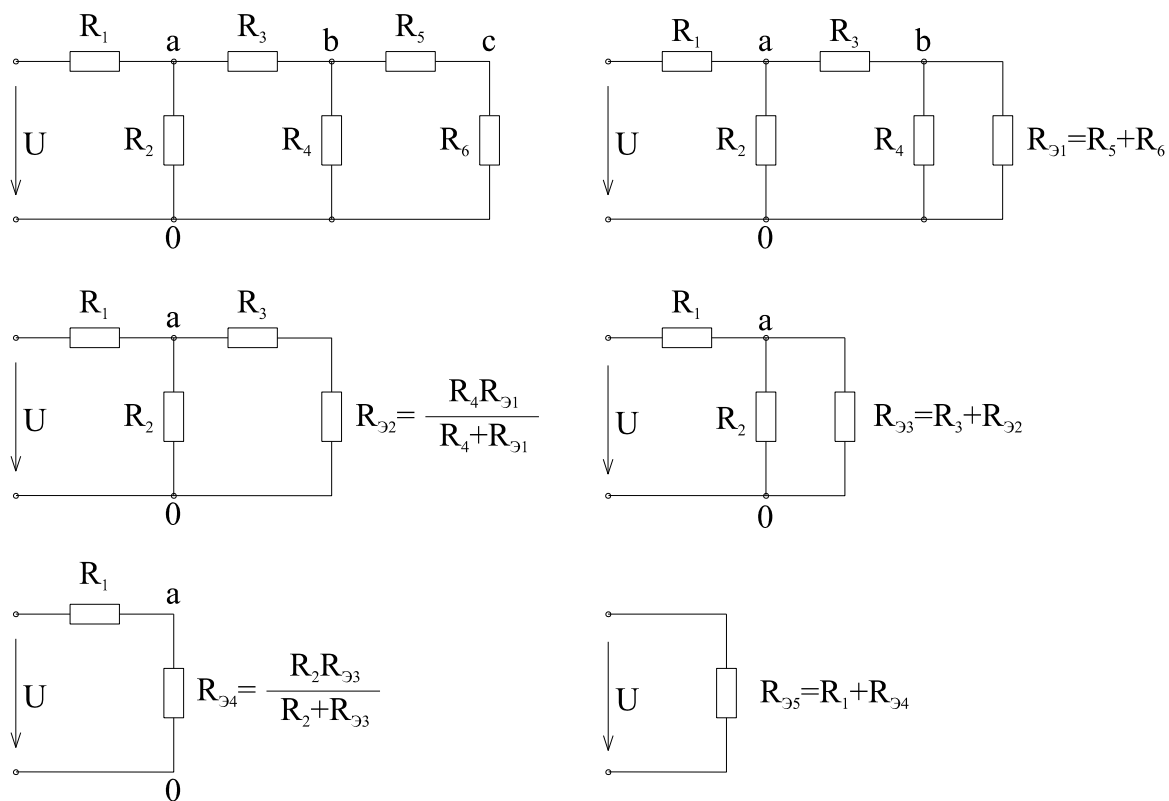 R₁ a R₃ b R₅ c
U R₂ R₄ R₆
0
R₁ a R₃ b
U R₂ R₄ Rэ₁=R₅+R₆
0
R₁ a R₃
U R₂ Rэ₂= R₄Rэ₁ / R₄+Rэ₁
0
R₁ a
U R₂ Rэ₃=R₃+Rэ₂
0
R₁ a
U Rэ₄= R₂Rэ₃ / R₂+Rэ₃
0
U Rэ₅=R₁+Rэ₄